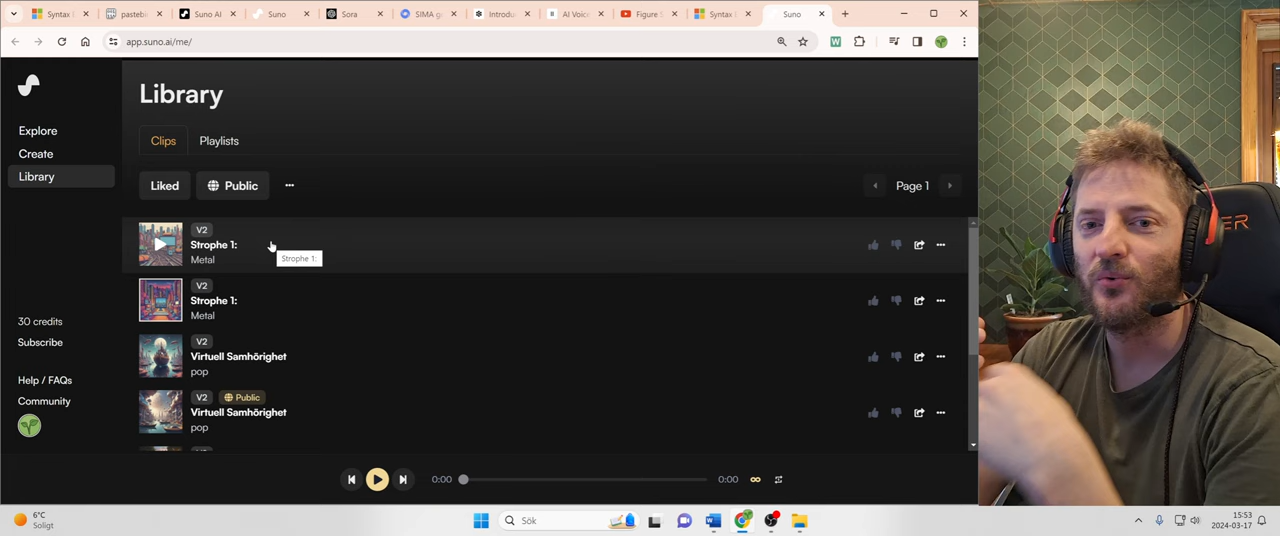 Syntax
pastebi
Suno AI
Suno
Sora
SIMA g
Introdu
AI Voice
Figure S
Syntax
Suno
app.suno.ai/me/
Library
Explore
Create
Library
Clips
Playlists
Liked
Public
Page 1
V2
Strophe 1:
Metal
Strophe 1:
V2
Strophe 1:
Metal
V2
Virtuell Samhörighet
pop
V2
Public
Virtuell Samhörighet
pop
30 credits
Subscribe
Help / FAQs
Community
0:00
0:00
6°C
Soligt
Sök
15:53
2024-03-17